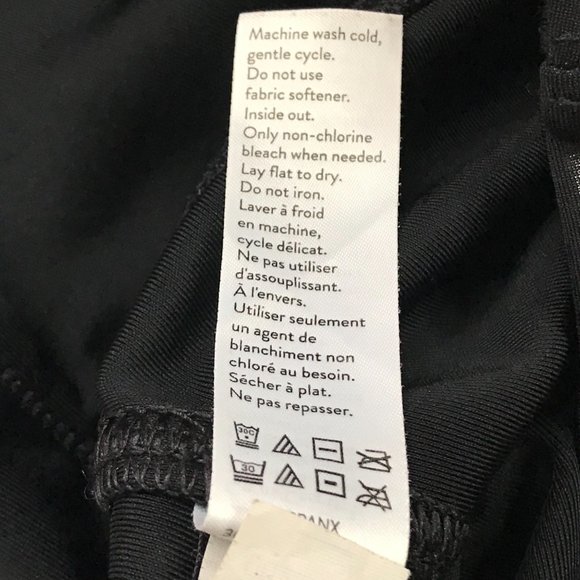 Machine wash cold,
gentle cycle.
Do not use
fabric softener.
Inside out.
Only non-chlorine
bleach when needed.
Lay flat to dry.
Do not iron.
Laver à froid
en machine,
cycle délicat.
Ne pas utiliser
d'assouplissant.
À l'envers.
Utiliser seulement
un agent de
blanchiment non
chloré au besoin.
Sécher à plat.
Ne pas repasser.
30C
30